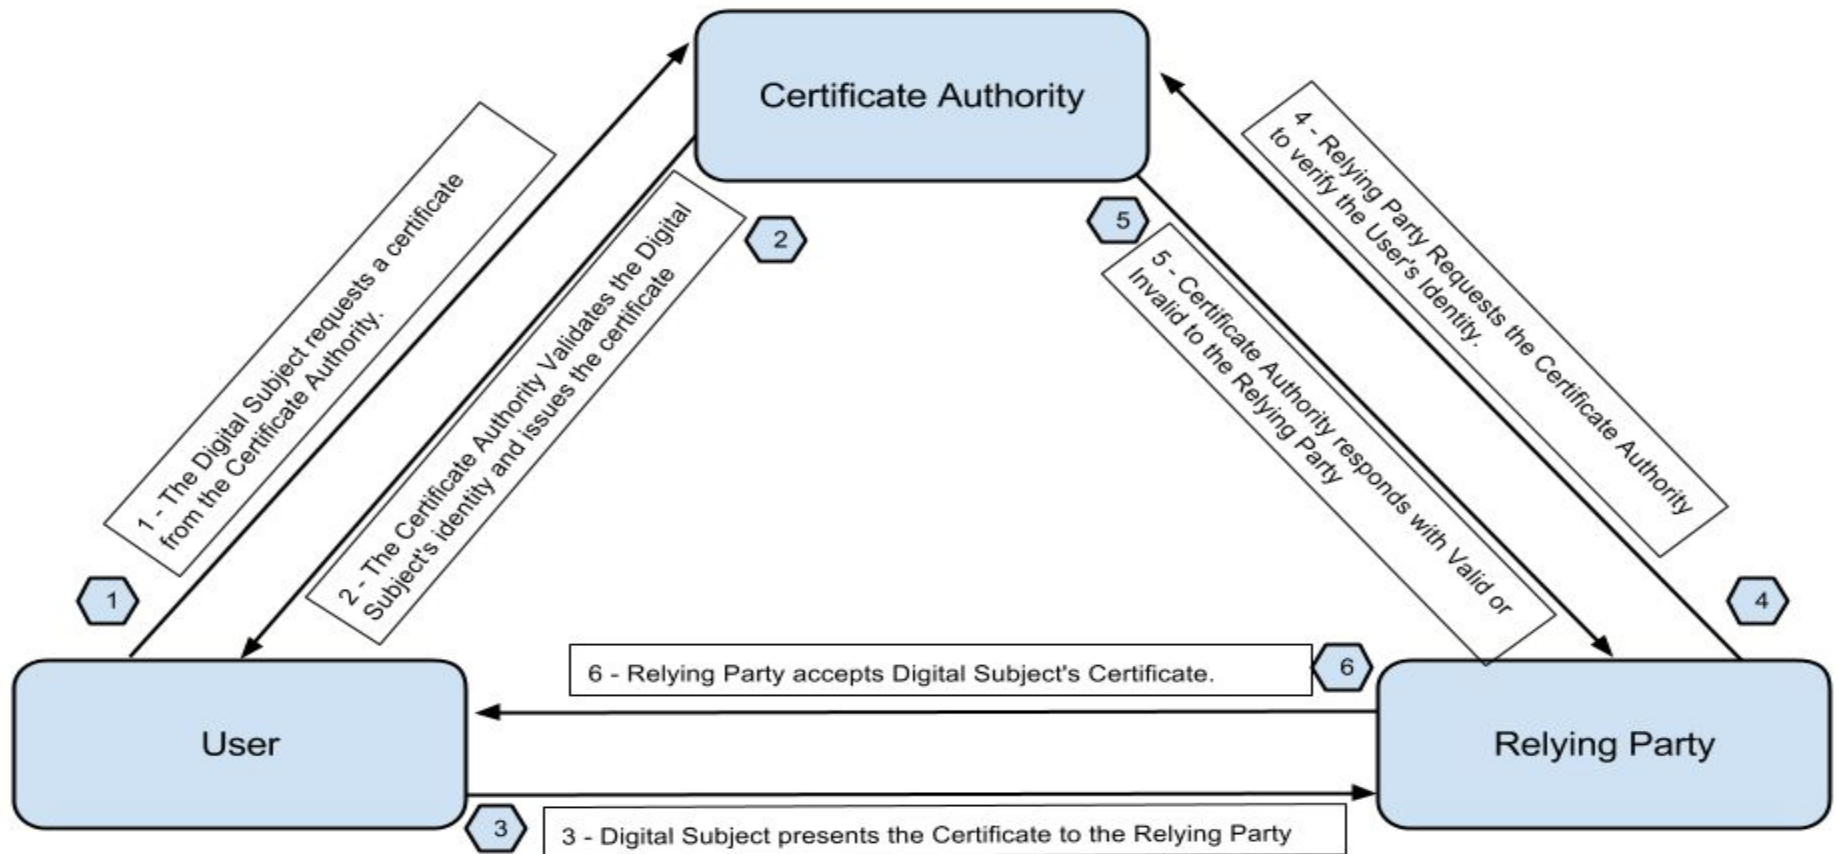 Certificate Authority
1 - The Digital Subject requests a certificate
from the Certificate Authority.
2 - The Certificate Authority Validates the Digital
Subject's identity and issues the certificate
2
5
4 - Relying Party Requests the Certificate Authority
to verify the User's Identity.
5 - Certificate Authority responds with Valid or
Invalid to the Relying Party
1
4
6 - Relying Party accepts Digital Subject's Certificate.
6
User
Relying Party
3
3 - Digital Subject presents the Certificate to the Relying Party